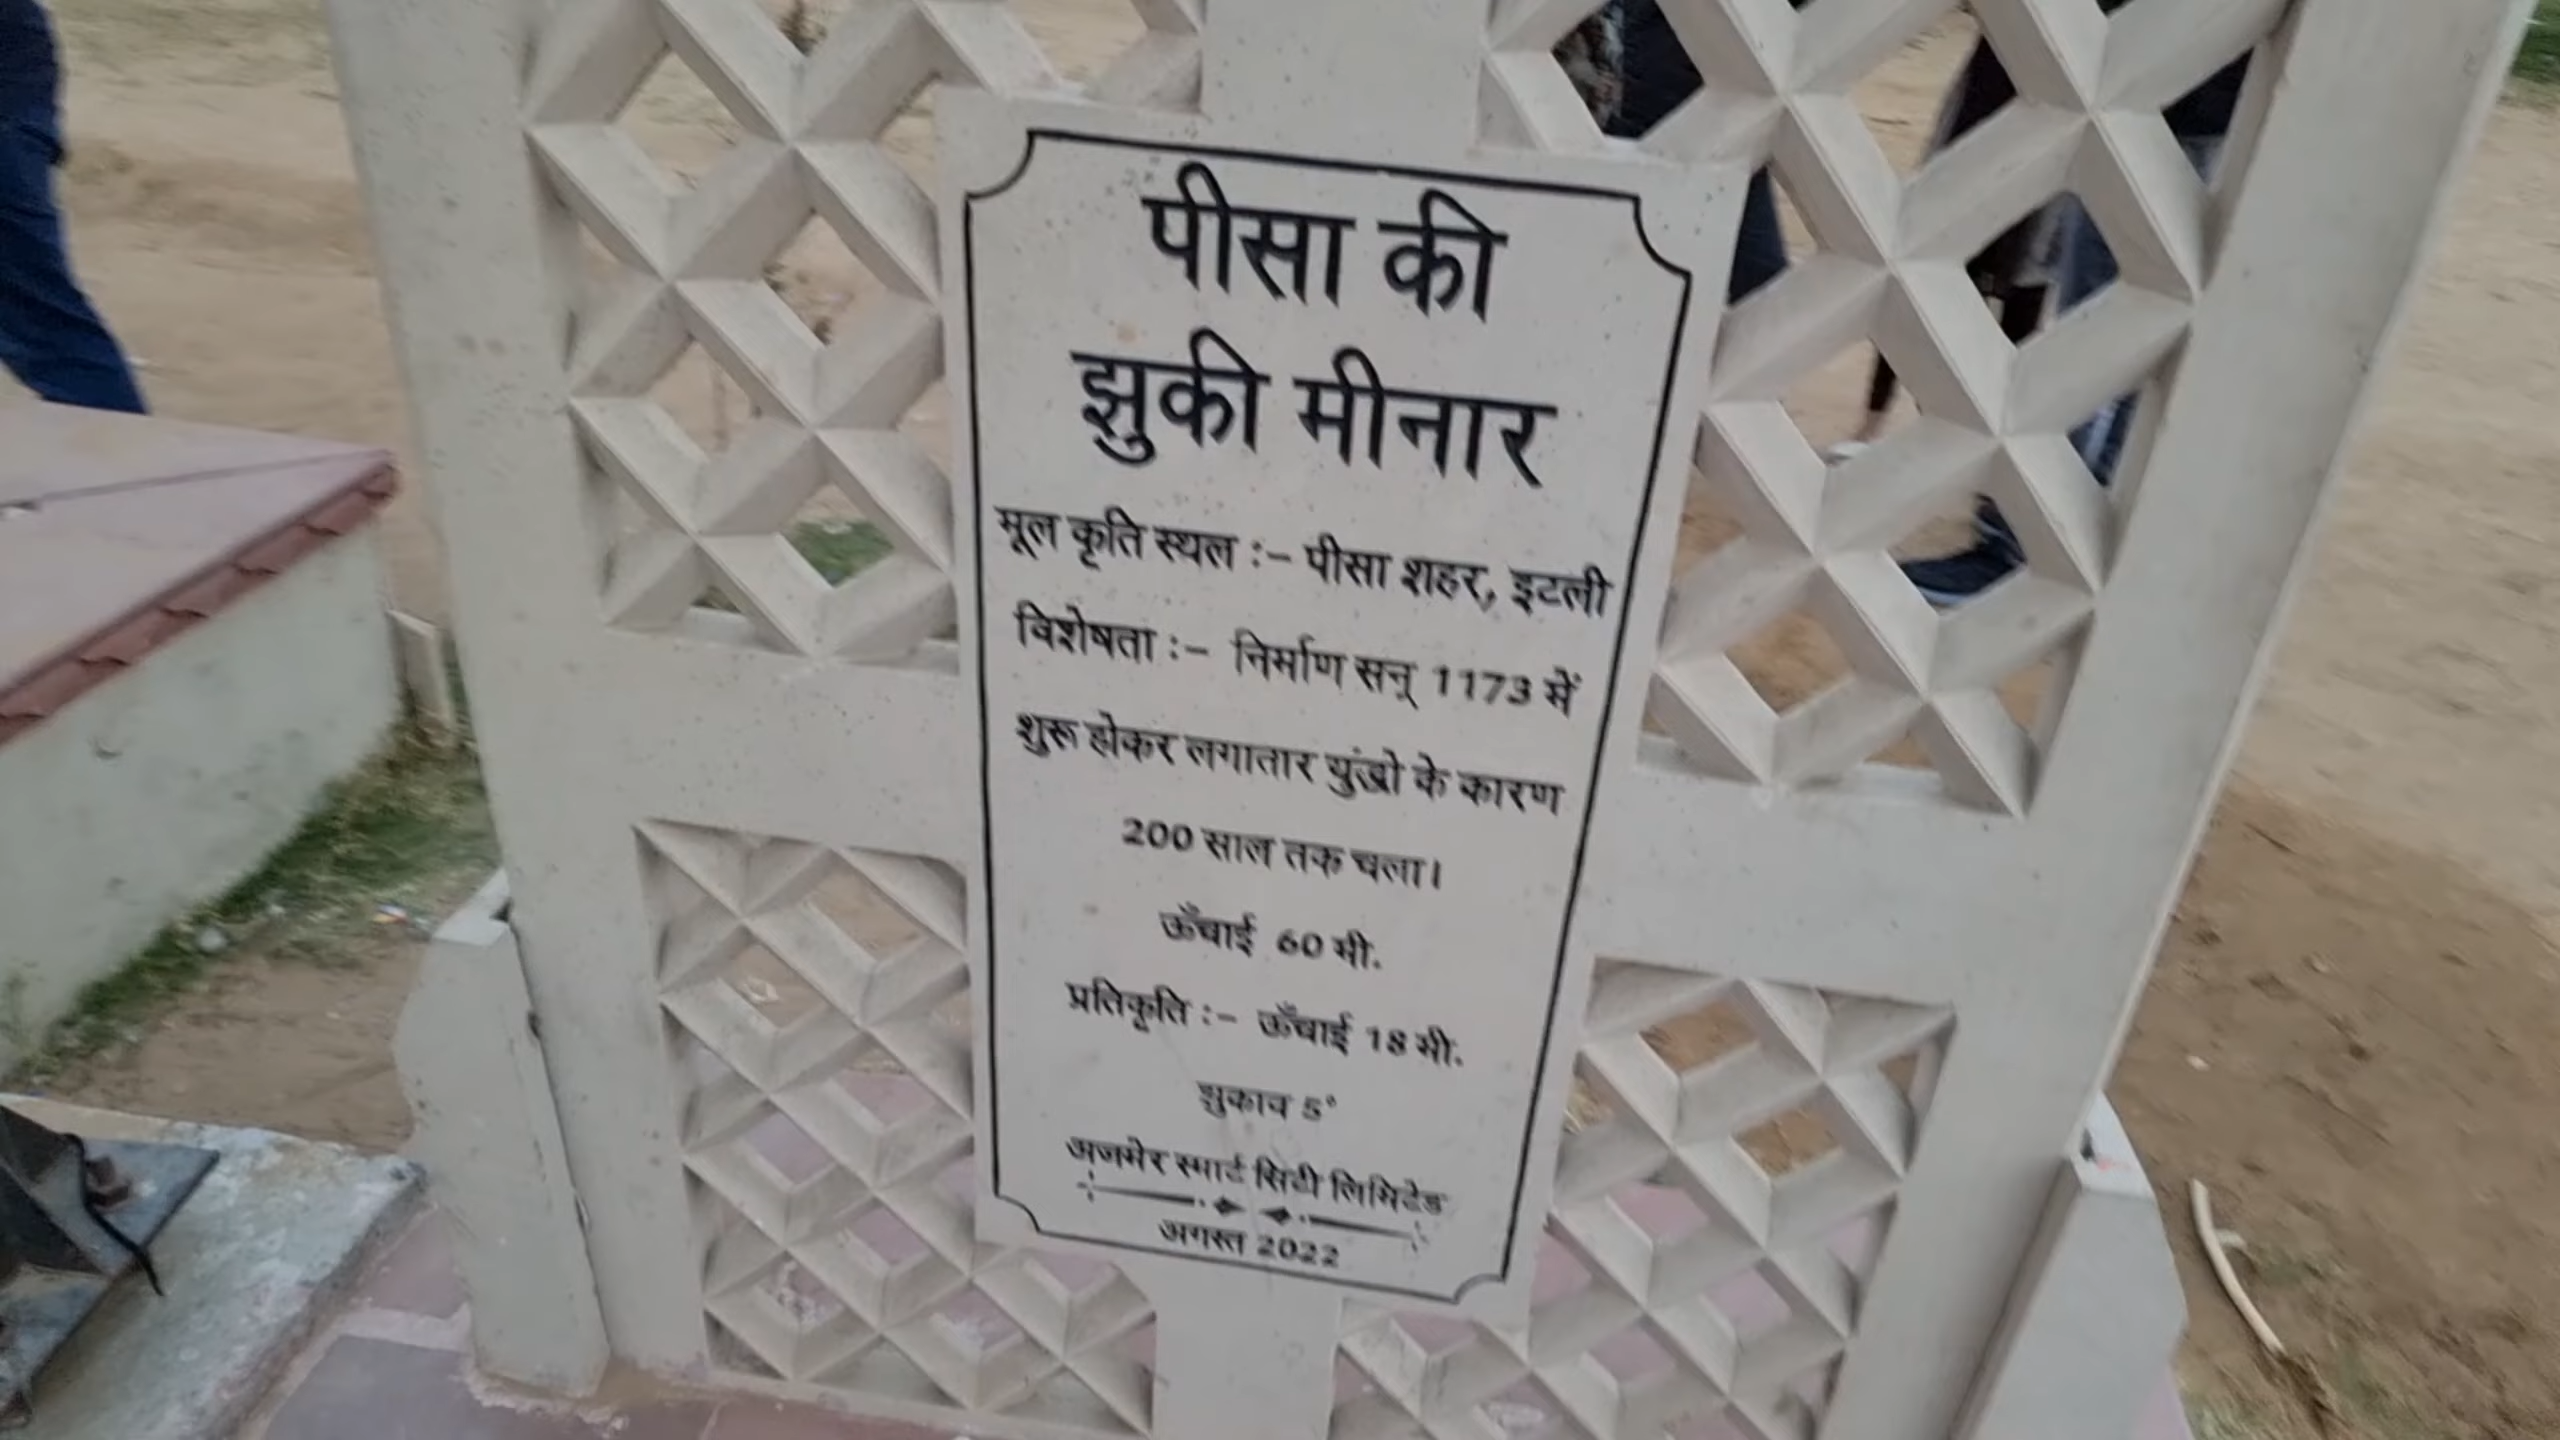 पीसा की
झुकी मीनार
मूल कृति स्थल :– पीसा शहर, इटली
विशेषता :– निर्माण सन् 1173 में
शुरू होकर लगातार युंद्धो के कारण
200 साल तक चला।
ऊँचाई 60 मी.
प्रतिकृति :– ऊँचाई 18 मी.
झुकाव 5°
अजमेर स्मार्ट सिटी लिमिटेड
अगस्त 2022